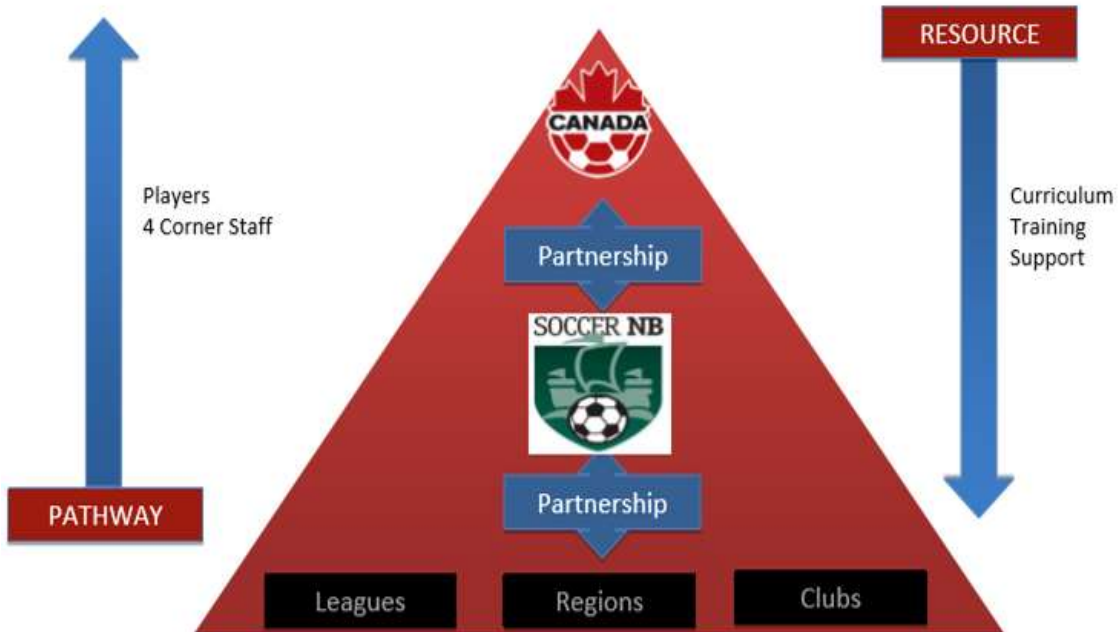 RESOURCE
CANADA
Players
4 Corner Staff
Curriculum
Training
Support
Partnership
SOCCER NB
Partnership
PATHWAY
Leagues
Regions
Clubs